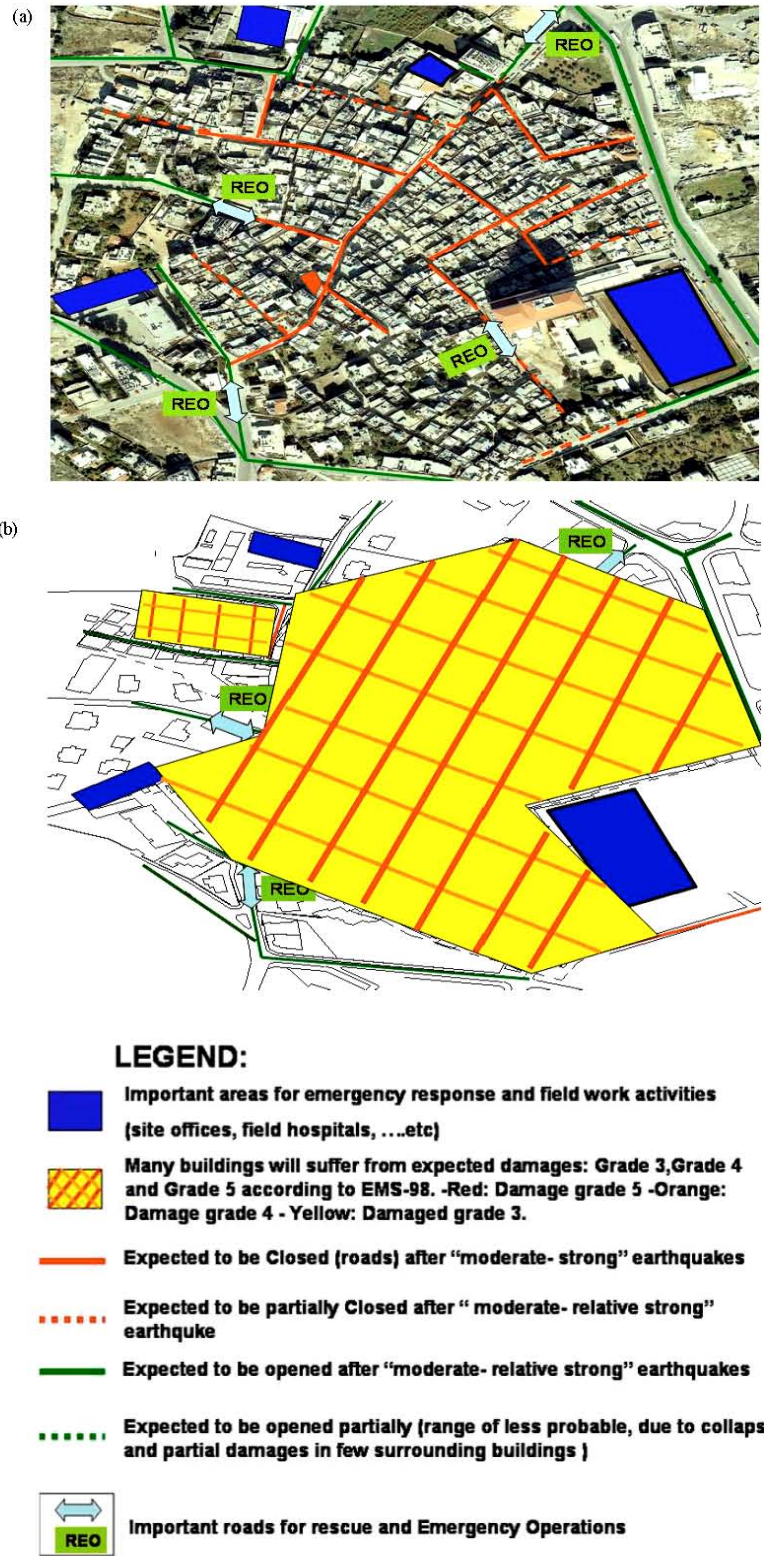 (a)
REO
REO
REO
REO
(b)
REO
REO
REO
LEGEND:
Important areas for emergency response and field work activities
(site offices, field hospitals, ....etc)
Many buildings will suffer from expected damages: Grade 3,Grade 4
and Grade 5 according to EMS-98. -Red: Damage grade 5 -Orange:
Damage grade 4 - Yellow: Damaged grade 3.
Expected to be Closed (roads) after “moderate- strong” earthquakes
Expected to be partially Closed after “ moderate- relative strong”
earthquke
Expected to be opened after “moderate- relative strong” earthquakes
Expected to be opened partially (range of less probable, due to collaps
and partial damages in few surrounding buildings )
REO
Important roads for rescue and Emergency Operations